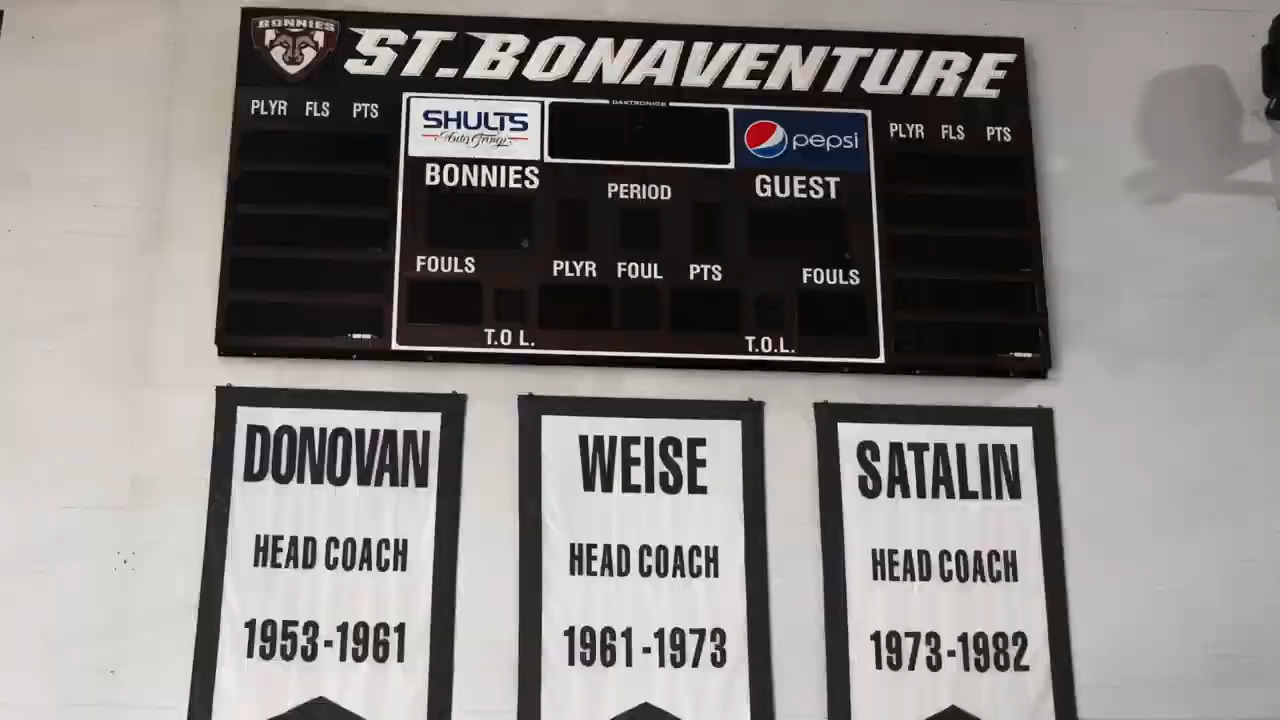 BONNIES
ST. BONAVENTURE
PLYR FLS PTS
SHULTS
Auto Group
DAKTRONICS
pepsi
PLYR FLS PTS
BONNIES
PERIOD
GUEST
FOULS
PLYR FOUL PTS
FOULS
T.O L.
T.O.L.
DONOVAN
HEAD COACH
1953-1961
WEISE
HEAD COACH
1961-1973
SATALIN
HEAD COACH
1973-1982